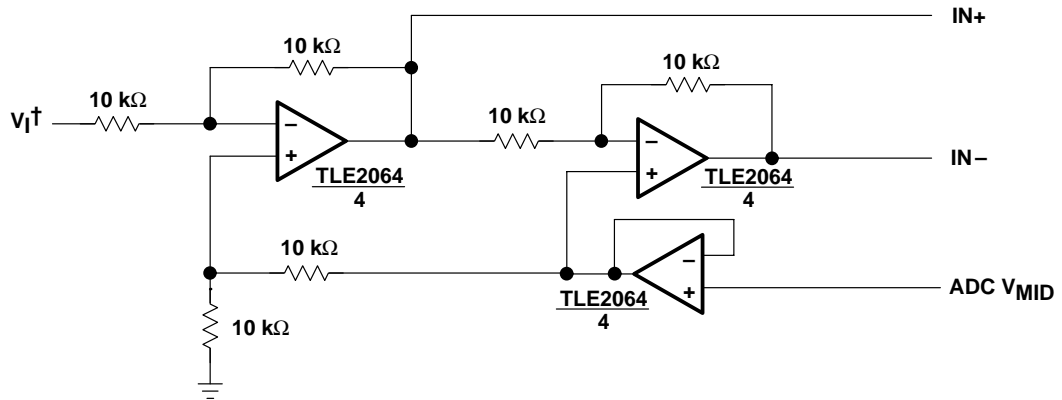 IN+
10 kΩ
10 kΩ
10 kΩ
VI†
10 kΩ
−
+
−
+
IN−
TLE2064
4
TLE2064
4
10 kΩ
−
+
ADC VMID
TLE2064
4
10 kΩ